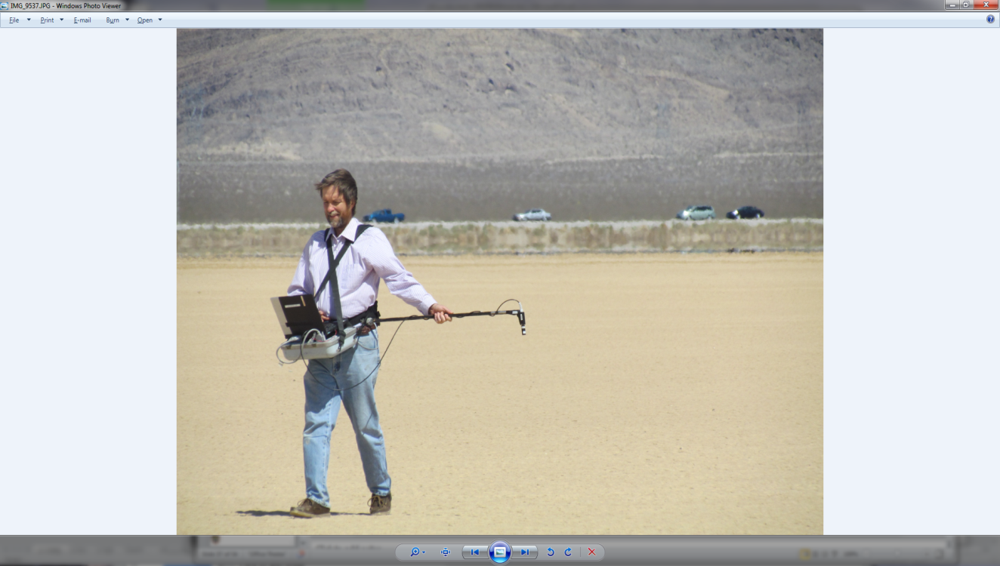 IMG_9537.JPG - Windows Photo Viewer
File Print E-mail Burn Open